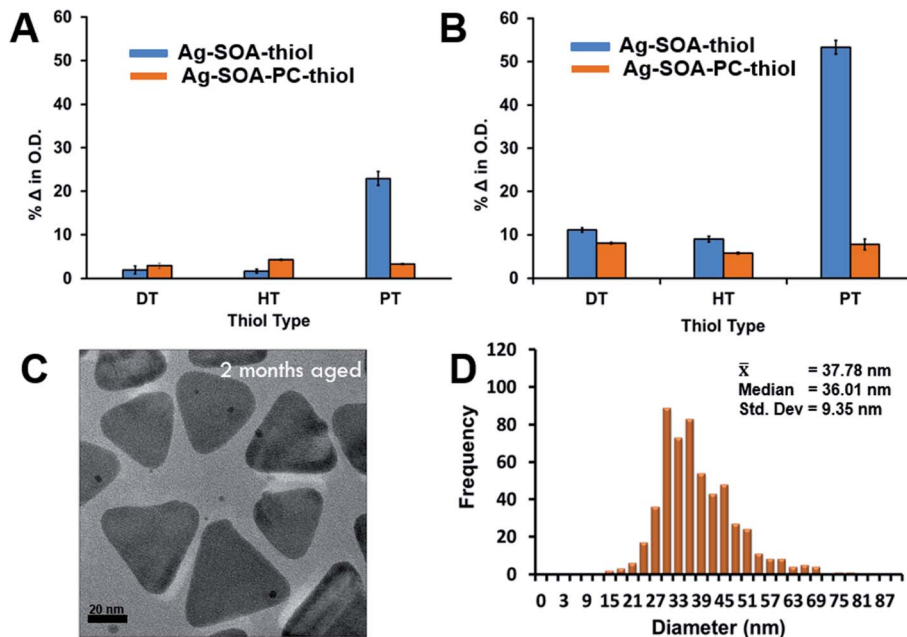 A
60
50
40
30
20
10
0
% Δ in O.D.
Ag-SOA-thiol
Ag-SOA-PC-thiol
DT HT PT
Thiol Type
B
60
50
40
30
20
10
0
% Δ in O.D.
Ag-SOA-thiol
Ag-SOA-PC-thiol
DT HT PT
Thiol Type
C
2 months aged
20 nm
D
120
100
80
60
40
20
0
Frequency
x̅ = 37.78 nm
Median = 36.01 nm
Std. Dev = 9.35 nm
0 3 9 15 21 27 33 39 45 51 57 63 69 75 81 87
Diameter (nm)